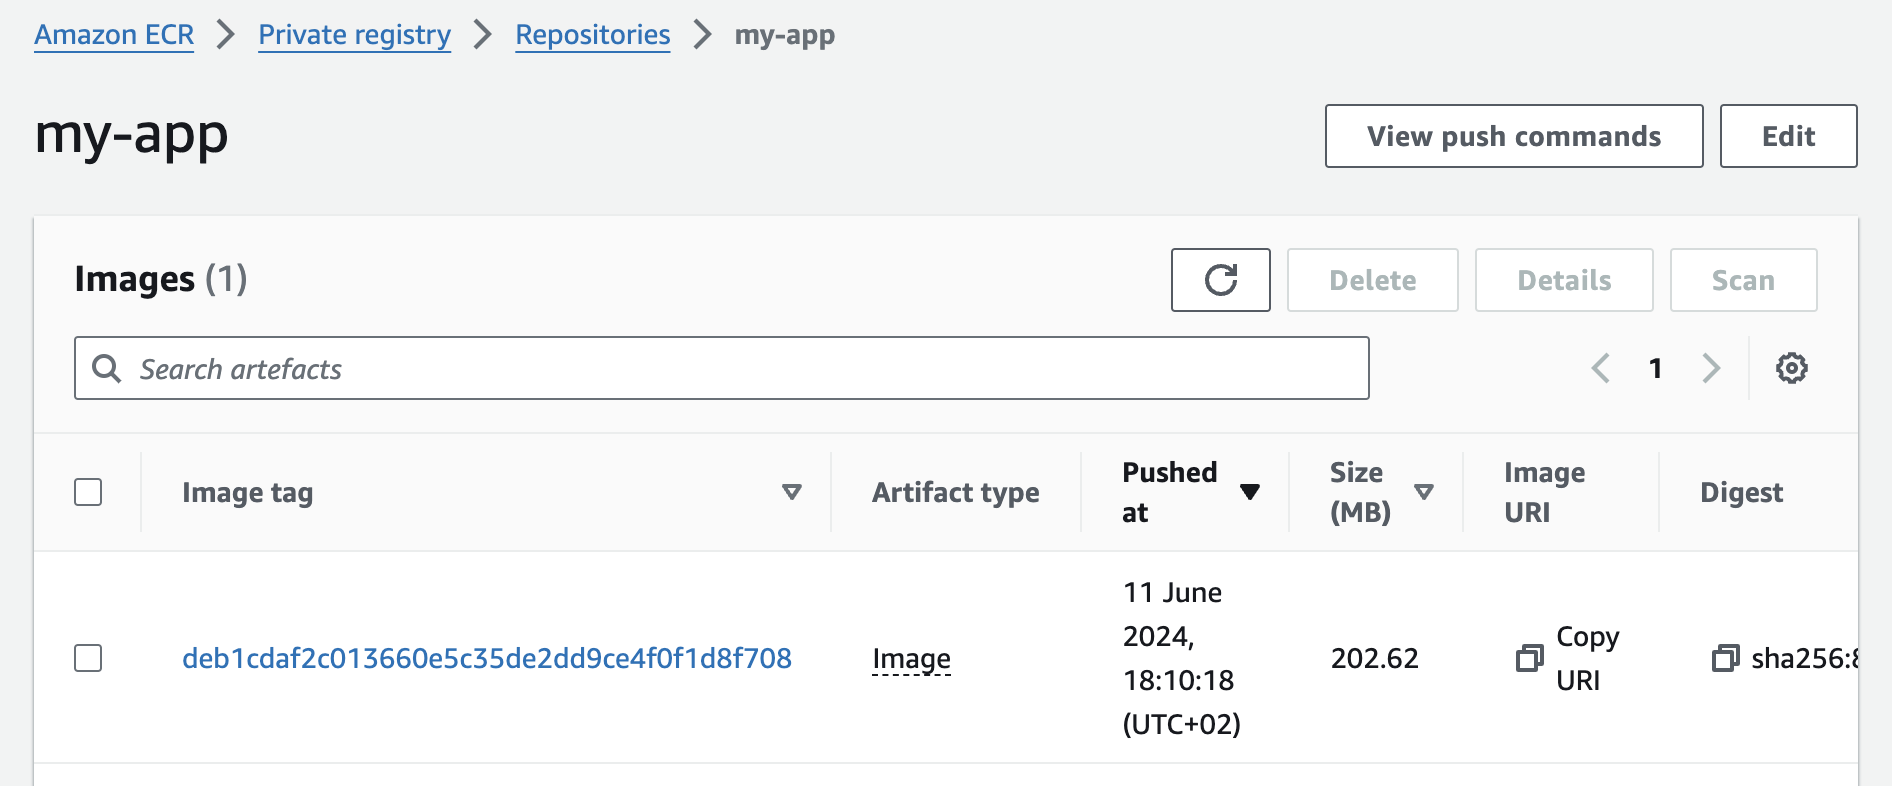 Amazon ECR Private registry Repositories my-app
my-app
View push commands Edit
Images (1)
Delete Details Scan
Search artefacts
1
Image tag Artifact type Pushed at Size (MB) Image URI Digest
deb1cdaf2c013660e5c35de2dd9ce4f0f1d8f708 Image 11 June 2024, 18:10:18 (UTC+02) 202.62 Copy URI sha256: